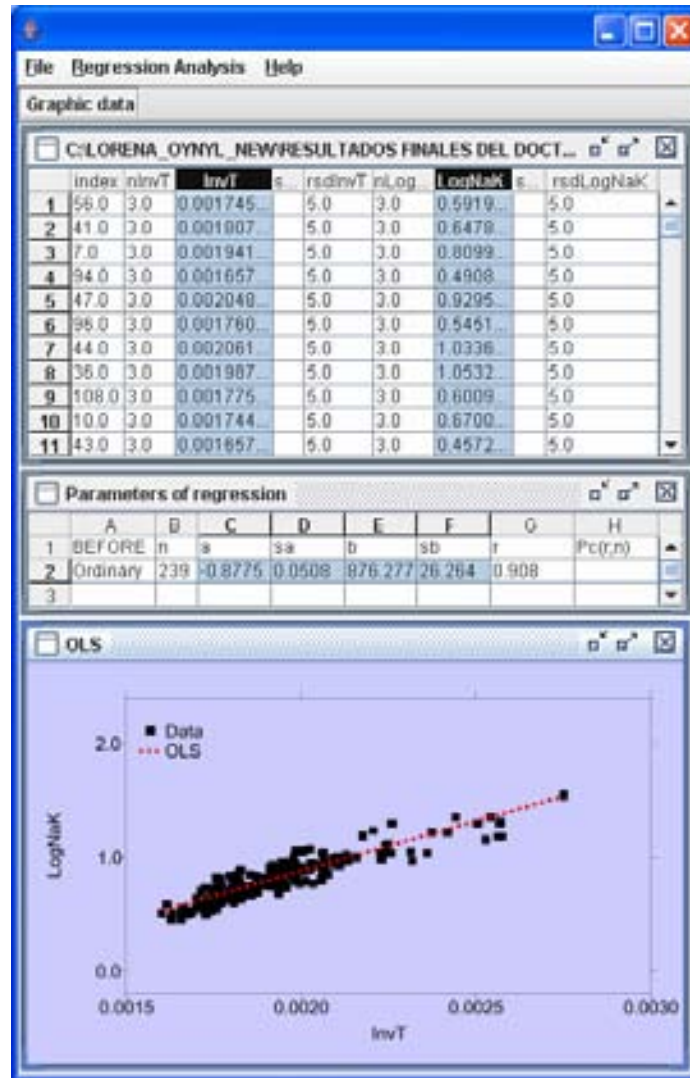 File Regression Analysis Help
Graphic data
C:\LORENA_OYNYL_NEW\RESULTADOS FINALES DEL DOCT...
index nInvT InvT s... rsdInvT nLog... LogNaK s... rsdLogNaK
1 56.0 3.0 0.001745... 5.0 3.0 0.5919... 5.0
2 41.0 3.0 0.001807... 5.0 3.0 0.6478... 5.0
3 7.0 3.0 0.001941... 5.0 3.0 0.8099... 5.0
4 94.0 3.0 0.001657 5.0 3.0 0.4908... 5.0
5 47.0 3.0 0.002048... 5.0 3.0 0.9295... 5.0
6 96.0 3.0 0.001760... 5.0 3.0 0.5451... 5.0
7 44.0 3.0 0.002061... 5.0 3.0 1.0336... 5.0
8 36.0 3.0 0.001987... 5.0 3.0 1.0532... 5.0
9 108.0 3.0 0.001775... 5.0 3.0 0.6009... 5.0
10 10.0 3.0 0.001744... 5.0 3.0 0.6700... 5.0
11 43.0 3.0 0.001657... 5.0 3.0 0.4572... 5.0
Parameters of regression
A B C D E F G H
1 BEFORE n a sa b sb r Pc(r,n)
2 Ordinary 239 -0.8775 0.0508 876.277 26.264 0.908
3
OLS
Data
OLS
2.0
1.0
0.0
LogNaK
0.0015 0.0020 0.0025 0.0030
InvT